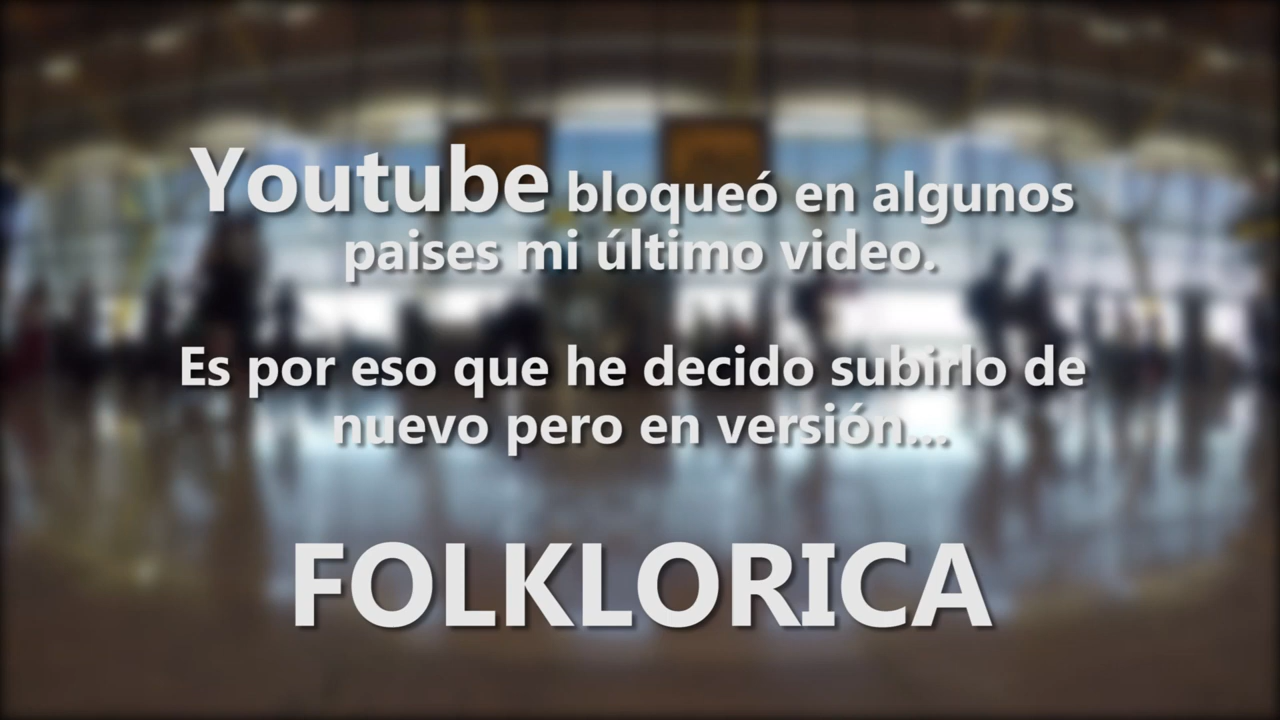 Youtube bloqueó en algunos
paises mi último video.
Es por eso que he decido subirlo de
nuevo pero en versión...
FOLKLORICA